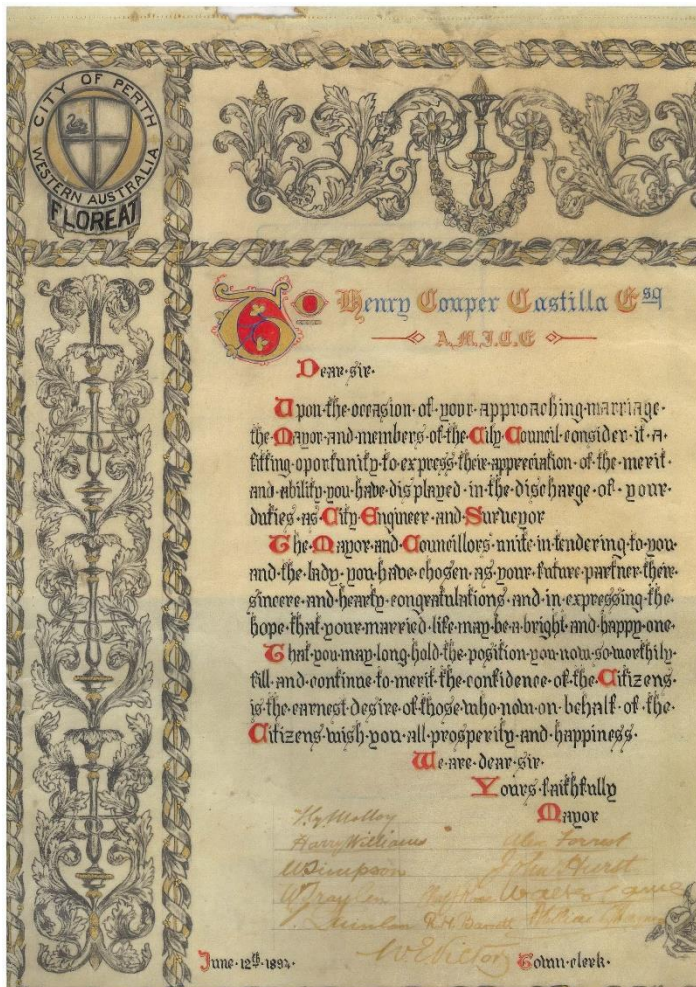 CITY OF PERTH
WESTERN AUSTRALIA
FLOREAT
To Henry Couper Castilla Esq
A.M.I.C.E
Dear sir.
Upon the occasion of your approaching marriage
the Mayor and members of the City Council consider it a
fitting oportunity to express their appreciation of the merit
and ability you have displayed in the discharge of your
duties as City Engineer and Surveyor
The Mayor and Councillors unite in tendering to you
and the lady you have chosen as your future partner their
sincere and hearty congratulations and in expressing the
hope that your married life may be a bright and happy one
That you may long hold the position you now so worthily
fill and continue to merit the confidence of the Citizens
is the earnest desire of those who now on behalf of the
Citizens wish you all prosperity and happiness.
We are dear sir.
Yours faithfully
Mayor
Hy Molloy
Harry Williams Alex Forrest
W Simpson John Hurst
Quinlan R.H. Barrett
June 12th 1892. W.E. Victor Town clerk.